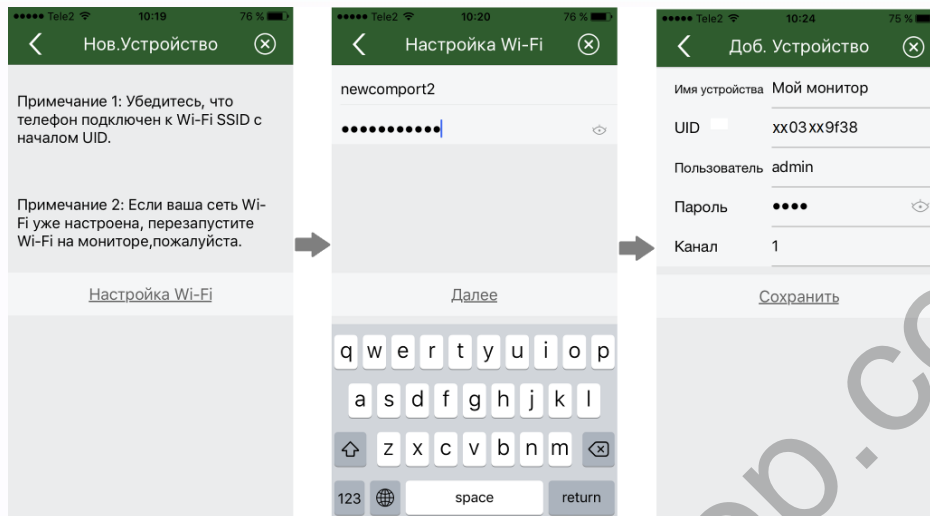 Tele2 10:19 76 %
Нов.Устройство
Примечание 1: Убедитесь, что
телефон подключен к Wi-Fi SSID с
началом UID.
Примечание 2: Если ваша сеть Wi-
Fi уже настроена, перезапустите
Wi-Fi на мониторе,пожалуйста.
Настройка Wi-Fi
Tele2 10:20 76 %
Настройка Wi-Fi
newcomport2
•••••••••••
Далее
q w e r t y u i o p
a s d f g h j k l
z x c v b n m
123 space return
Tele2 10:24 75 %
Доб. Устройство
Имя устройства Мой монитор
UID xx03xx9f38
Пользователь admin
Пароль ••••
Канал 1
Сохранить